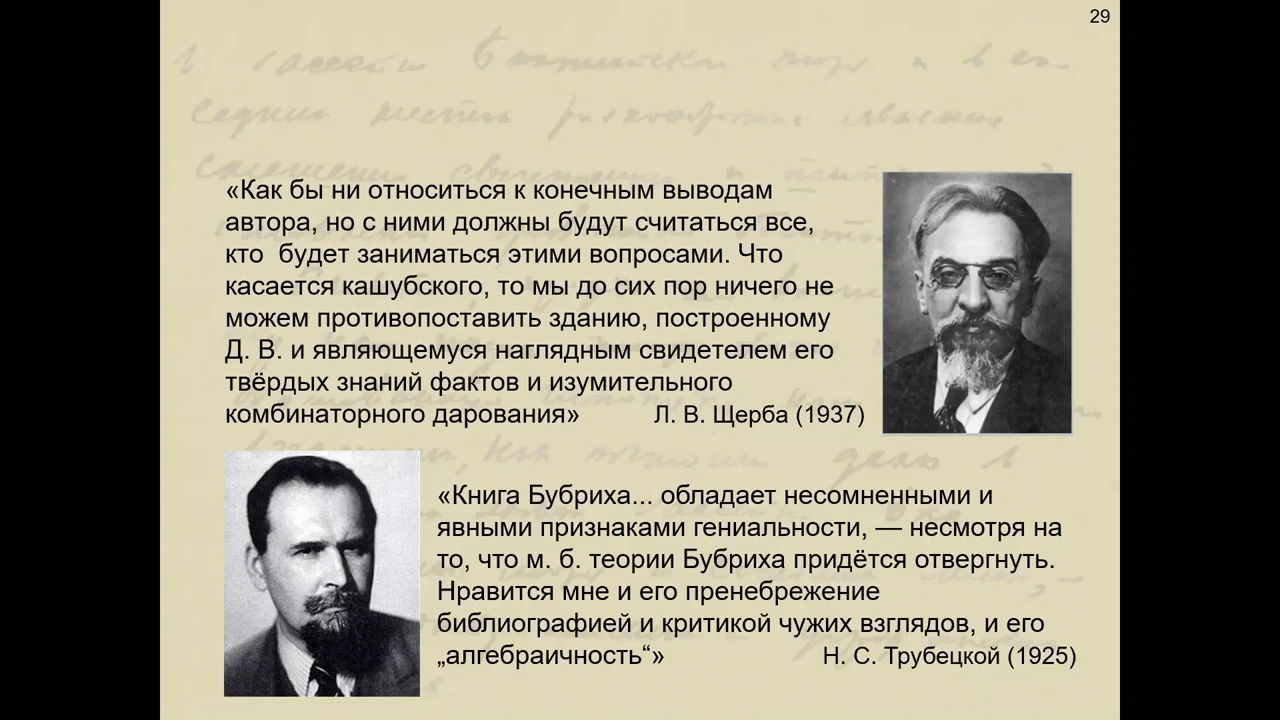 29
«Как бы ни относиться к конечным выводам
автора, но с ними должны будут считаться все,
кто будет заниматься этими вопросами. Что
касается кашубского, то мы до сих пор ничего не
можем противопоставить зданию, построенному
Д. В. и являющемуся наглядным свидетелем его
твёрдых знаний фактов и изумительного
комбинаторного дарования» Л. В. Щерба (1937)
«Книга Бубриха... обладает несомненными и
явными признаками гениальности, — несмотря на
то, что м. б. теории Бубриха придётся отвергнуть.
Нравится мне и его пренебрежение
библиографией и критикой чужих взглядов, и его
„алгебраичность“» Н. С. Трубецкой (1925)